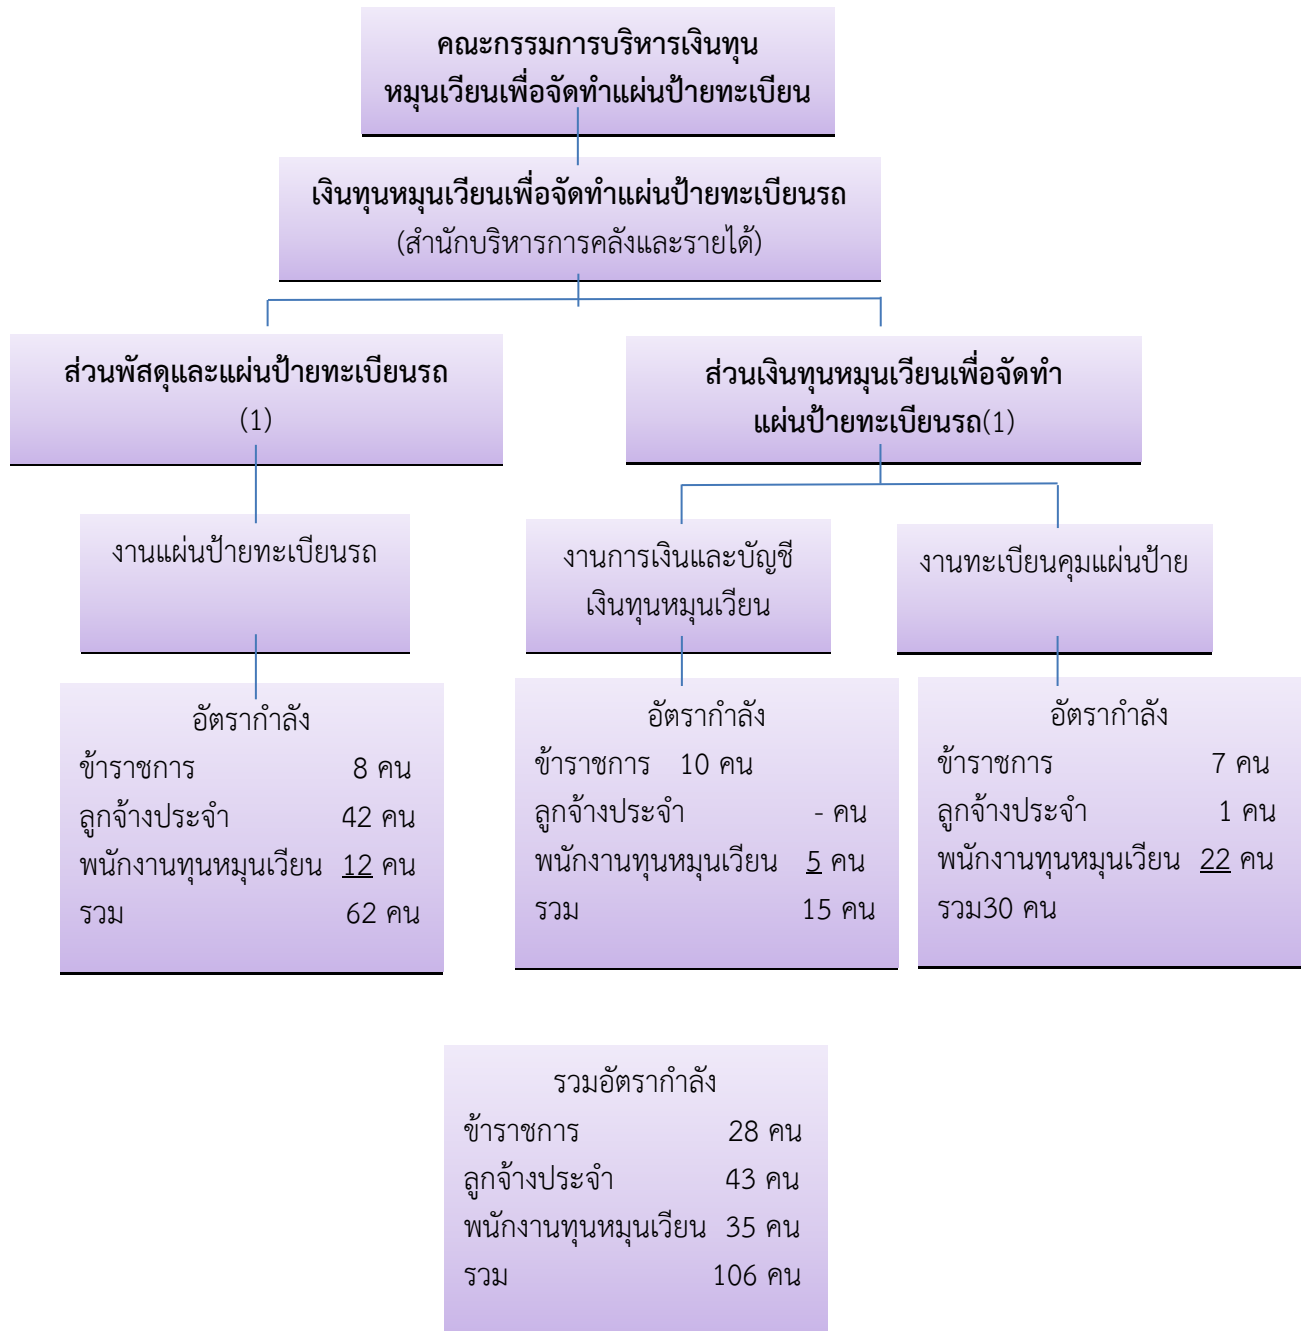 คณะกรรมการบริหารเงินทุน
หมุนเวียนเพื่อจัดทำแผ่นป้ายทะเบียน
เงินทุนหมุนเวียนเพื่อจัดทำแผ่นป้ายทะเบียนรถ
(สำนักบริหารการคลังและรายได้)
ส่วนพัสดุและแผ่นป้ายทะเบียนรถ
(1)
ส่วนเงินทุนหมุนเวียนเพื่อจัดทำ
แผ่นป้ายทะเบียนรถ(1)
งานแผ่นป้ายทะเบียนรถ
งานการเงินและบัญชี
เงินทุนหมุนเวียน
งานทะเบียนคุมแผ่นป้าย
อัตรากำลัง
ข้าราชการ 8 คน
ลูกจ้างประจำ 42 คน
พนักงานทุนหมุนเวียน 12 คน
รวม 62 คน
อัตรากำลัง
ข้าราชการ 10 คน
ลูกจ้างประจำ - คน
พนักงานทุนหมุนเวียน 5 คน
รวม 15 คน
อัตรากำลัง
ข้าราชการ 7 คน
ลูกจ้างประจำ 1 คน
พนักงานทุนหมุนเวียน 22 คน
รวม30 คน
รวมอัตรากำลัง
ข้าราชการ 28 คน
ลูกจ้างประจำ 43 คน
พนักงานทุนหมุนเวียน 35 คน
รวม 106 คน